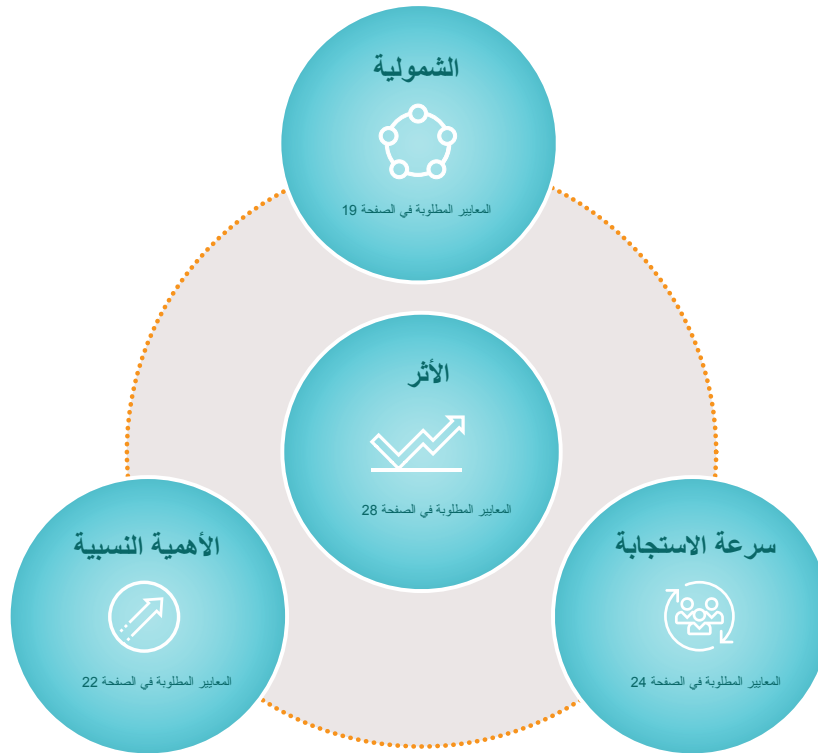 الشمولية
المعايير المطلوبة في الصفحة 19
الأثر
المعايير المطلوبة في الصفحة 28
سرعة الاستجابة
المعايير المطلوبة في الصفحة 24
الأهمية النسبية
المعايير المطلوبة في الصفحة 22